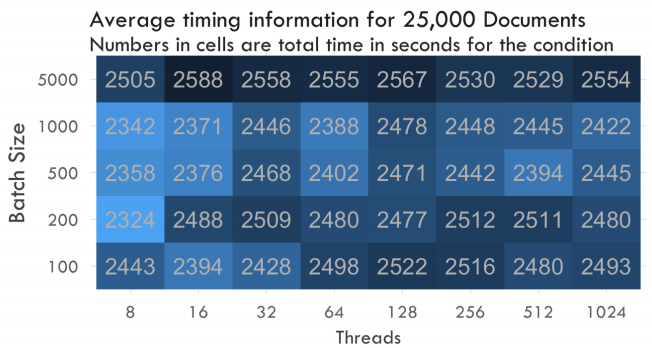 Average timing information for 25,000 Documents
Numbers in cells are total time in seconds for the condition
Batch Size
5000 2505 2588 2558 2555 2567 2530 2529 2554
1000 2342 2371 2446 2388 2478 2448 2445 2422
500 2358 2376 2468 2402 2471 2442 2394 2445
200 2324 2488 2509 2480 2477 2512 2511 2480
100 2443 2394 2428 2498 2522 2516 2480 2493
8 16 32 64 128 256 512 1024
Threads